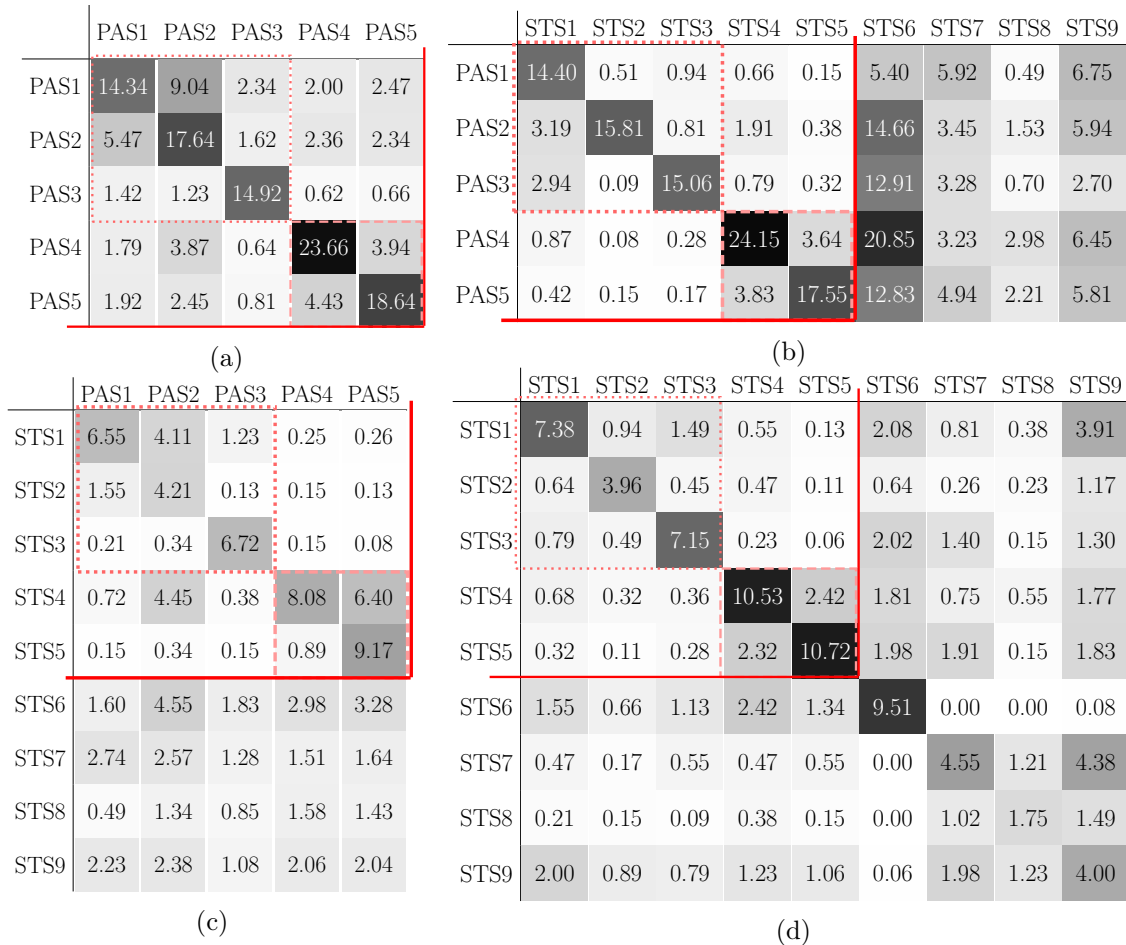 PAS1 PAS2 PAS3 PAS4 PAS5
PAS1 14.34 9.04 2.34 2.00 2.47
PAS2 5.47 17.64 1.62 2.36 2.34
PAS3 1.42 1.23 14.92 0.62 0.66
PAS4 1.79 3.87 0.64 23.66 3.94
PAS5 1.92 2.45 0.81 4.43 18.64
(a)
STS1 STS2 STS3 STS4 STS5 STS6 STS7 STS8 STS9
PAS1 14.40 0.51 0.94 0.66 0.15 5.40 5.92 0.49 6.75
PAS2 3.19 15.81 0.81 1.91 0.38 14.66 3.45 1.53 5.94
PAS3 2.94 0.09 15.06 0.79 0.32 12.91 3.28 0.70 2.70
PAS4 0.87 0.08 0.28 24.15 3.64 20.85 3.23 2.98 6.45
PAS5 0.42 0.15 0.17 3.83 17.55 12.83 4.94 2.21 5.81
(b)
PAS1 PAS2 PAS3 PAS4 PAS5
STS1 6.55 4.11 1.23 0.25 0.26
STS2 1.55 4.21 0.13 0.15 0.13
STS3 0.21 0.34 6.72 0.15 0.08
STS4 0.72 4.45 0.38 8.08 6.40
STS5 0.15 0.34 0.15 0.89 9.17
STS6 1.60 4.55 1.83 2.98 3.28
STS7 2.74 2.57 1.28 1.51 1.64
STS8 0.49 1.34 0.85 1.58 1.43
STS9 2.23 2.38 1.08 2.06 2.04
(c)
STS1 STS2 STS3 STS4 STS5 STS6 STS7 STS8 STS9
STS1 7.38 0.94 1.49 0.55 0.13 2.08 0.81 0.38 3.91
STS2 0.64 3.96 0.45 0.47 0.11 0.64 0.26 0.23 1.17
STS3 0.79 0.49 7.15 0.23 0.06 2.02 1.40 0.15 1.30
STS4 0.68 0.32 0.36 10.53 2.42 1.81 0.75 0.55 1.77
STS5 0.32 0.11 0.28 2.32 10.72 1.98 1.91 0.15 1.83
STS6 1.55 0.66 1.13 2.42 1.34 9.51 0.00 0.00 0.08
STS7 0.47 0.17 0.55 0.47 0.55 0.00 4.55 1.21 4.38
STS8 0.21 0.15 0.09 0.38 0.15 0.00 1.02 1.75 1.49
STS9 2.00 0.89 0.79 1.23 1.06 0.06 1.98 1.23 4.00
(d)